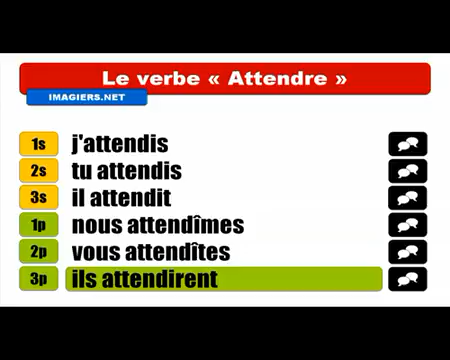 Le verbe « Attendre »
IMAGIERS.NET
1s j'attendis
2s tu attendis
3s il attendit
1p nous attendîmes
2p vous attendîtes
3p ils attendirent